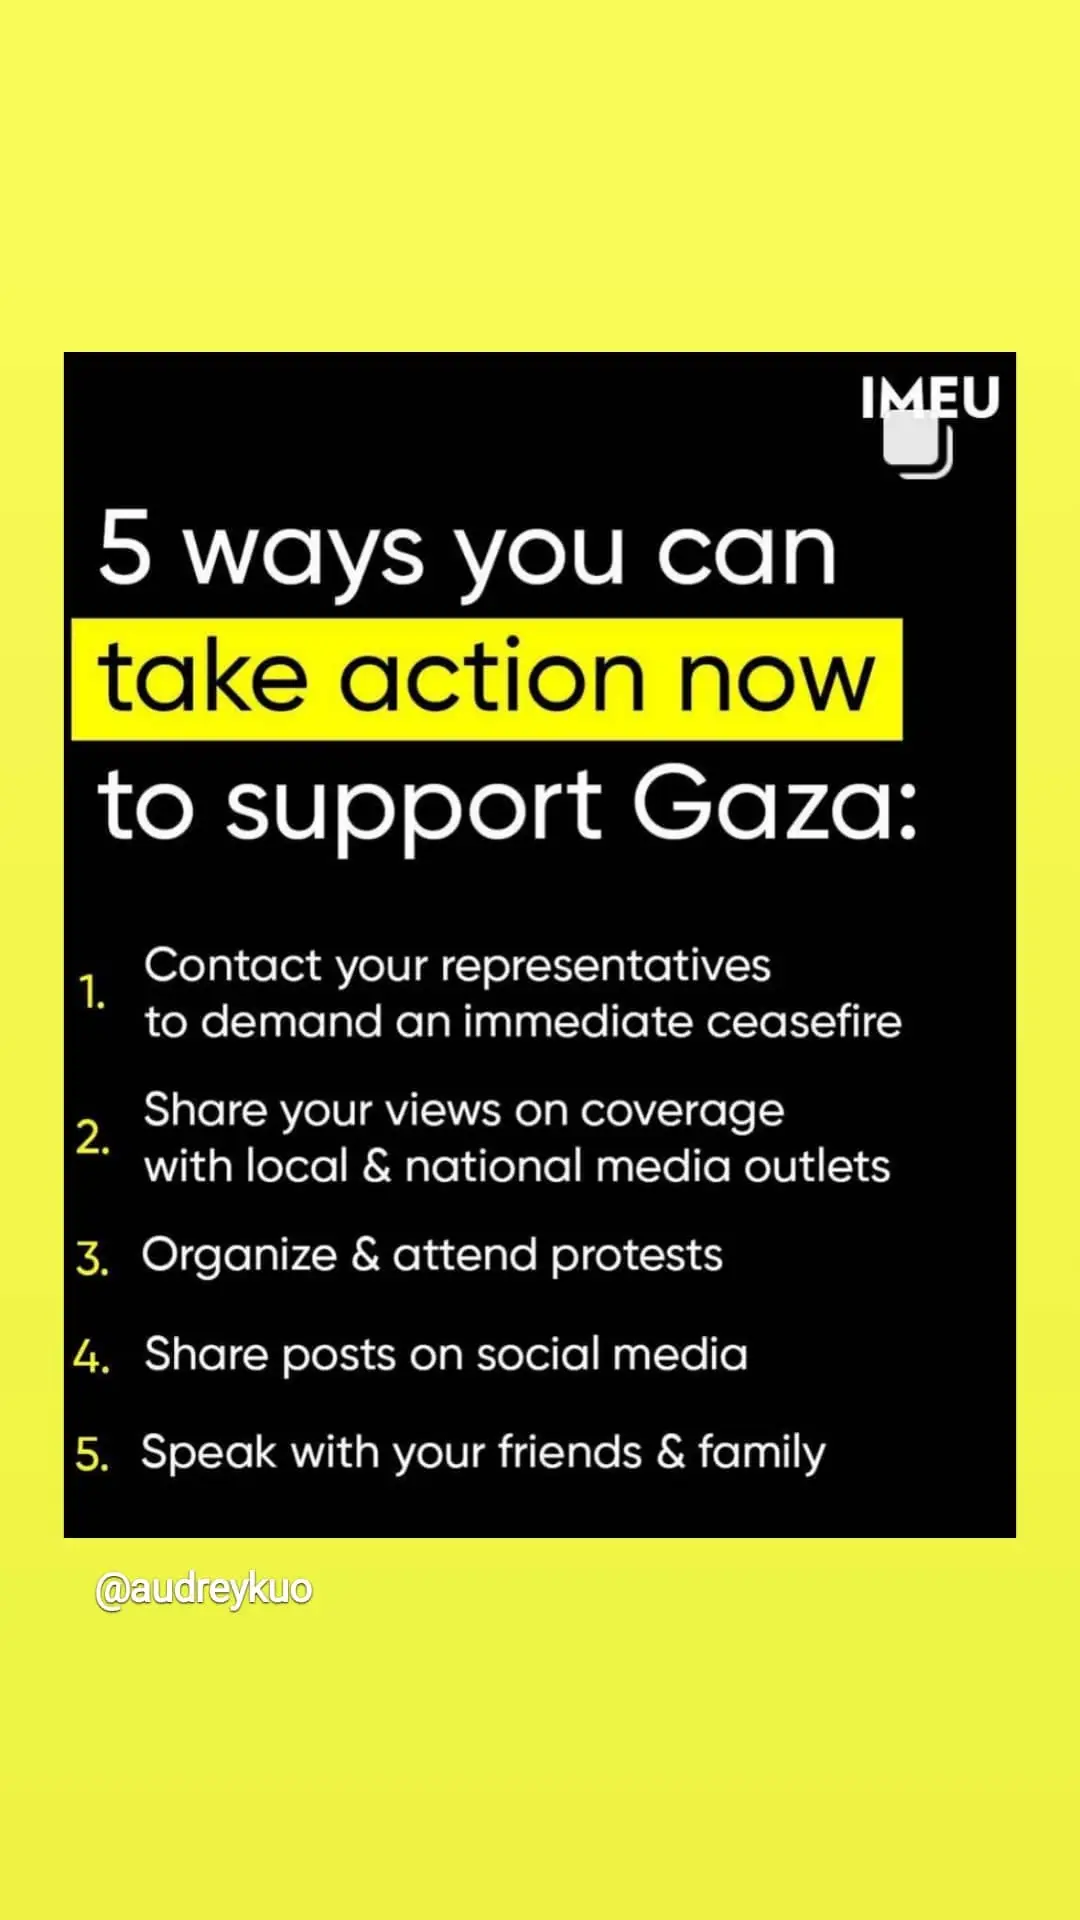 IMEU
5 ways you can
take action now
to support Gaza:
1. Contact your representatives
to demand an immediate ceasefire
2. Share your views on coverage
with local & national media outlets
3. Organize & attend protests
4. Share posts on social media
5. Speak with your friends & family
@audreykuo